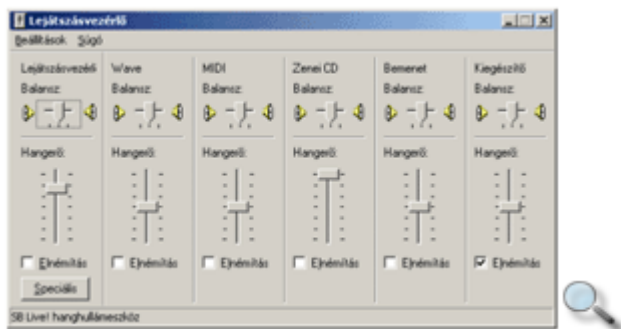 Lejátszásvezérlő
Beállítások Súgó
Lejátszásvezérlő Wave MIDI Zenei CD Bemenet Kiegészítő
Balansz: Balansz: Balansz: Balansz: Balansz: Balansz:
Hangerő: Hangerő: Hangerő: Hangerő: Hangerő: Hangerő:
Elnémítás Elnémítás Elnémítás Elnémítás Elnémítás Elnémítás
Speciális
SB Live! hanghullámeszköz